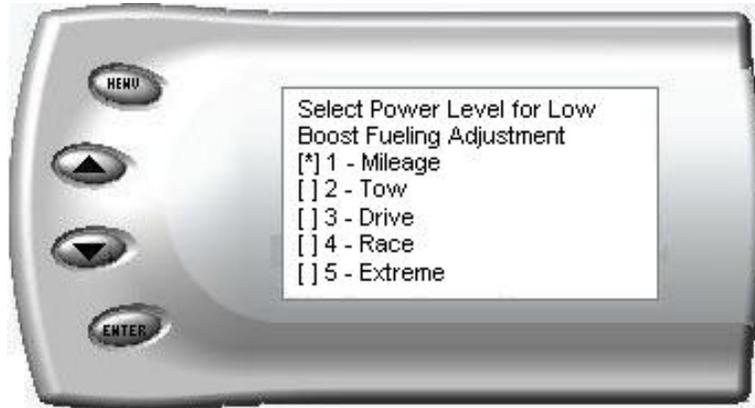 MENU
Select Power Level for Low
Boost Fueling Adjustment
[*] 1 - Mileage
[ ] 2 - Tow
[ ] 3 - Drive
[ ] 4 - Race
[ ] 5 - Extreme
ENTER